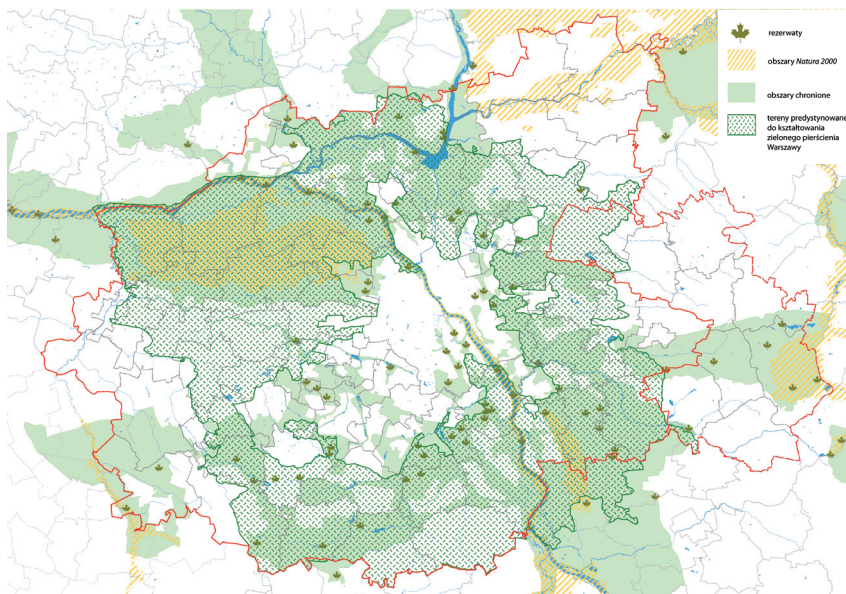 rezerwaty
obszary Natura 2000
obszary chronione
tereny predystynowane
do kształtowania
zielonego pierścienia
Warszawy